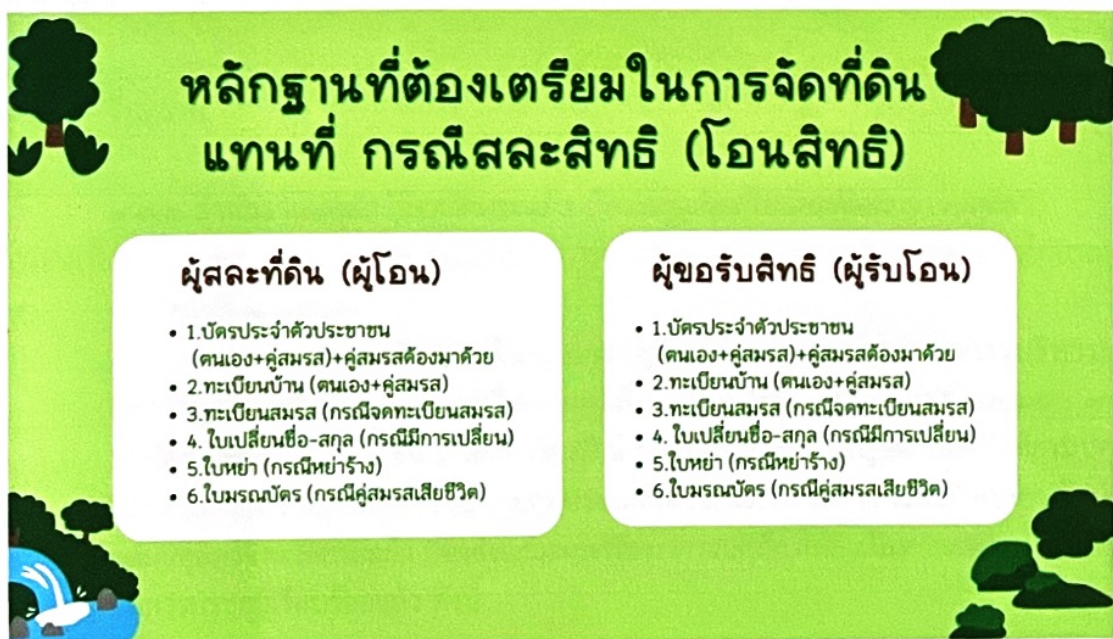 หลักฐานที่ต้องเตรียมในการจัดที่ดิน
แทนที่ กรณีสละสิทธิ (โอนสิทธิ)
ผู้สละที่ดิน (ผู้โอน)
• 1.บัตรประจำตัวประชาชน
(ตนเอง+คู่สมรส)+คู่สมรสต้องมาด้วย
• 2.ทะเบียนบ้าน (ตนเอง+คู่สมรส)
• 3.ทะเบียนสมรส (กรณีจดทะเบียนสมรส)
• 4. ใบเปลี่ยนชื่อ-สกุล (กรณีมีการเปลี่ยน)
• 5.ใบหย่า (กรณีหย่าร้าง)
• 6.ใบมรณบัตร (กรณีคู่สมรสเสียชีวิต)
ผู้ขอรับสิทธิ (ผู้รับโอน)
• 1.บัตรประจำตัวประชาชน
(ตนเอง+คู่สมรส)+คู่สมรสต้องมาด้วย
• 2.ทะเบียนบ้าน (ตนเอง+คู่สมรส)
• 3.ทะเบียนสมรส (กรณีจดทะเบียนสมรส)
• 4. ใบเปลี่ยนชื่อ-สกุล (กรณีมีการเปลี่ยน)
• 5.ใบหย่า (กรณีหย่าร้าง)
• 6.ใบมรณบัตร (กรณีคู่สมรสเสียชีวิต)